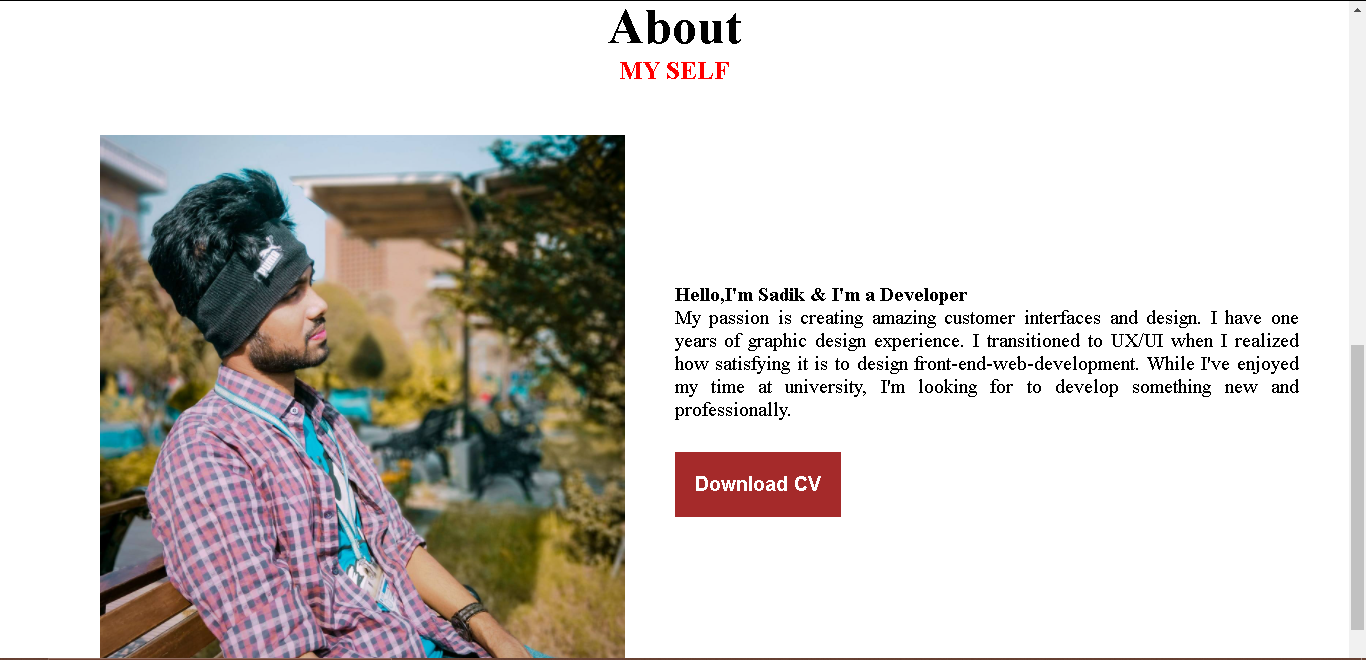 About
MY SELF
Hello,I'm Sadik & I'm a Developer
My passion is creating amazing customer interfaces and design. I have one
years of graphic design experience. I transitioned to UX/UI when I realized
how satisfying it is to design front-end-web-development. While I've enjoyed
my time at university, I'm looking for to develop something new and
professionally.
Download CV